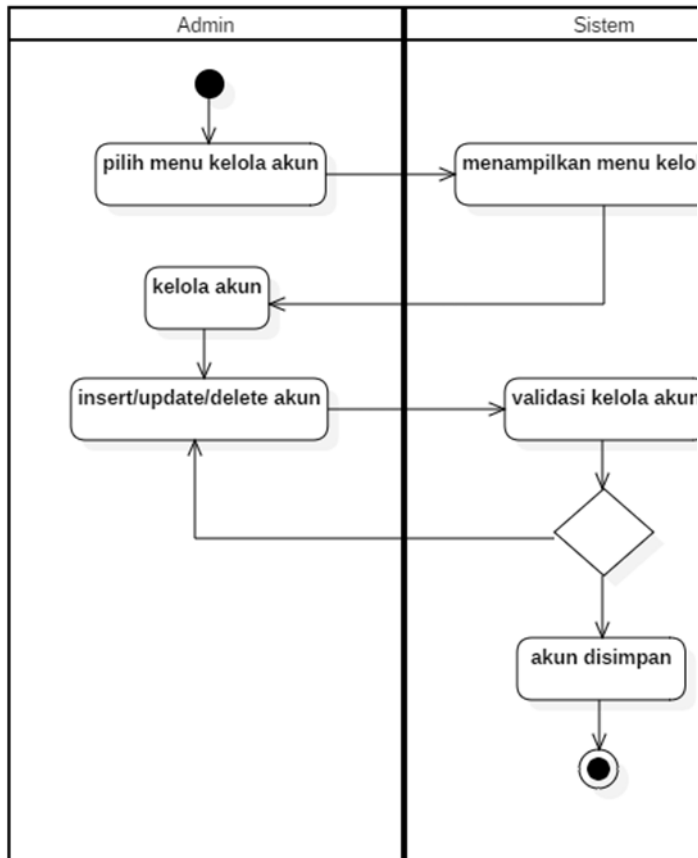 Admin
Sistem
pilih menu kelola akun
menampilkan menu
kelola akun
insert/update/delete akun
validasi kelola akun
akun disimpan